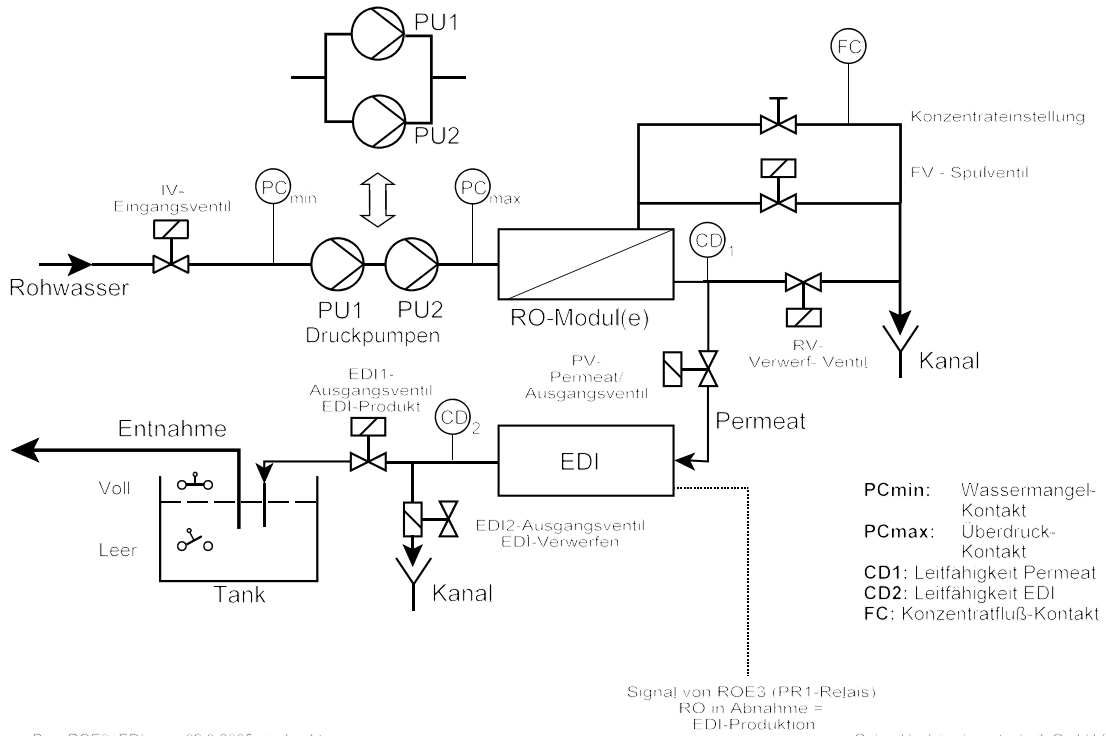 PU1
PU2
FC
Konzentrateinstellung
FV - Spülventil
IV-
Eingangsventil
PC min
PC max
CD 1
Rohwasser
PU1
PU2
Druckpumpen
RO-Modul(e)
RV-
Verwerf- Ventil
Kanal
PV-
Permeat/
Ausgangsventil
Permeat
EDI1-
Ausgangsventil
EDI-Produkt
CD 2
EDI
Entnahme
Voll
Leer
Tank
EDI2-Ausgangsventil
EDI-Verwerfen
Kanal
PCmin: Wassermangel-
Kontakt
PCmax: Überdruck-
Kontakt
CD1: Leitfähigkeit Permeat
CD2: Leitfähigkeit EDI
FC: Konzentratfluß-Kontakt
Signal von ROE3 (PR1-Relais)
RO in Abnahme =
EDI-Produktion